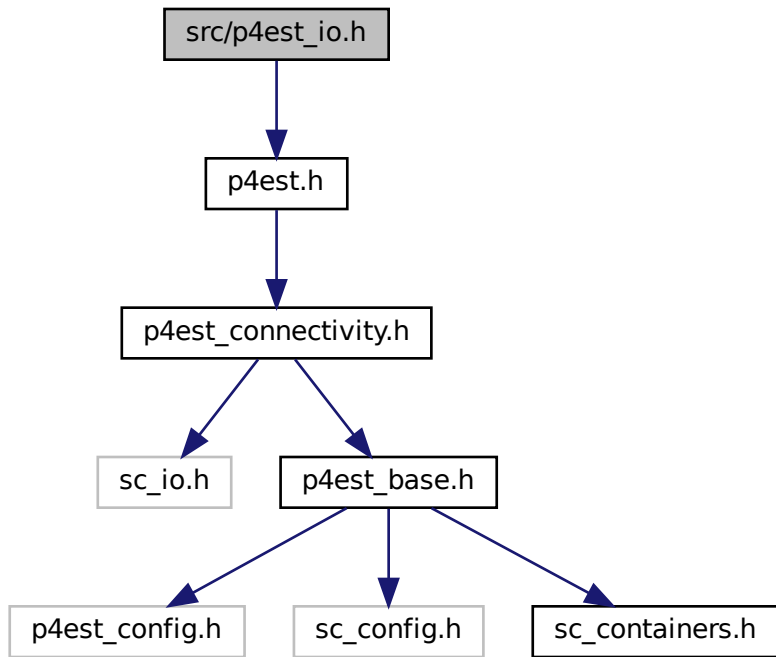 src/p4est_io.h
p4est.h
p4est_connectivity.h
sc_io.h
p4est_base.h
p4est_config.h
sc_config.h
sc_containers.h